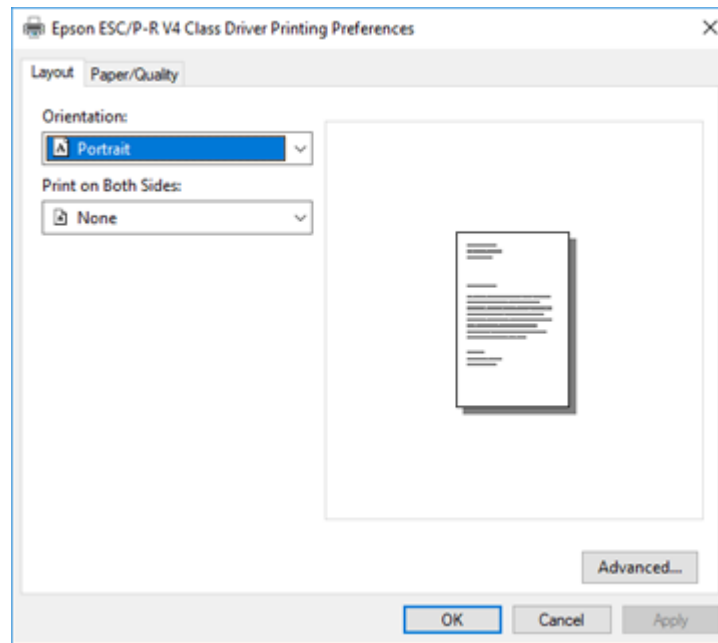 Epson ESC/P-R V4 Class Driver Printing Preferences
Layout Paper/Quality
Orientation:
Portrait
Print on Both Sides:
None
Advanced...
OK Cancel Apply